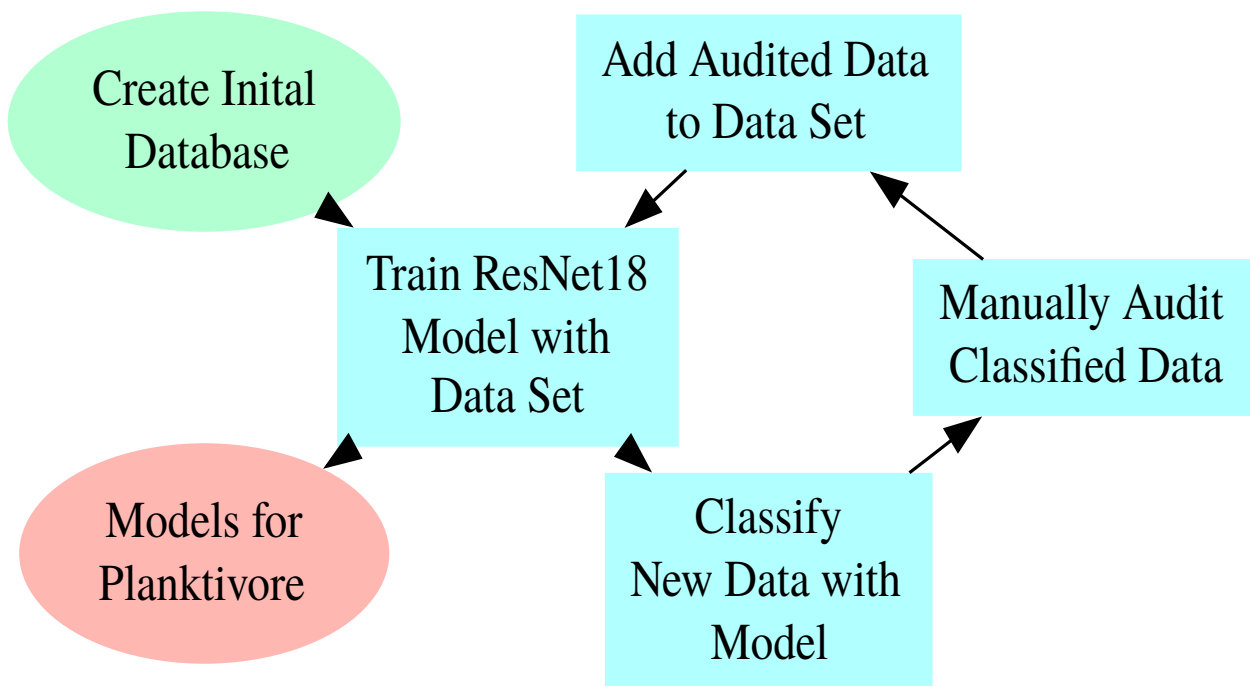 Create Inital
Database
Add Audited Data
to Data Set
Train ResNet18
Model with
Data Set
Manually Audit
Classified Data
Models for
Planktivore
Classify
New Data with
Model